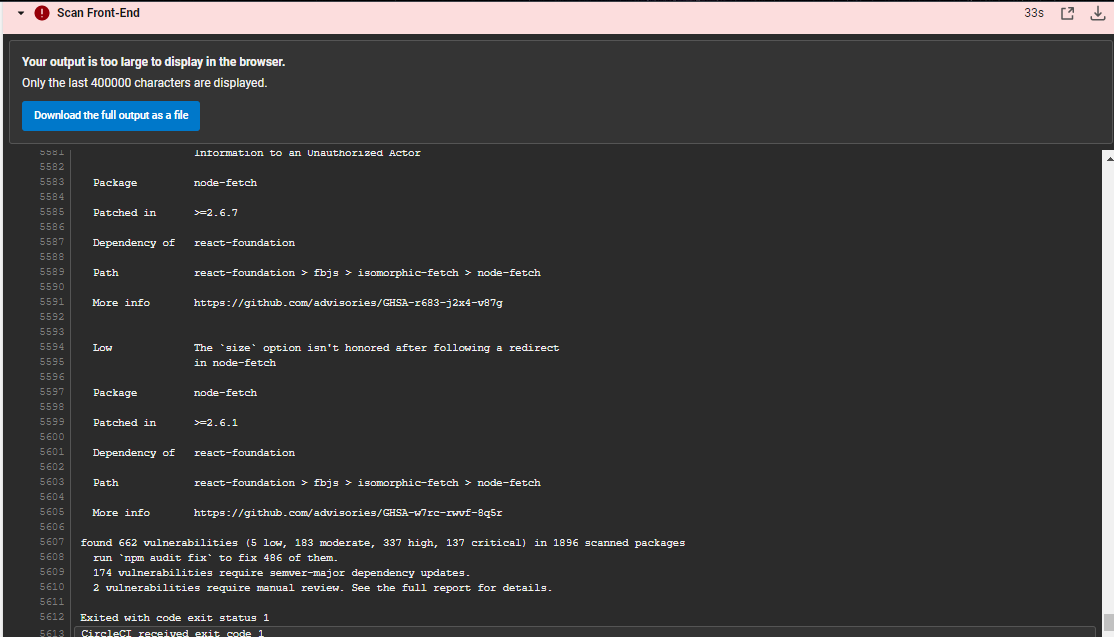 Scan Front-End
33s
Your output is too large to display in the browser.
Only the last 400000 characters are displayed.
Download the full output as a file
5581 Information to an Unauthorized Actor
5582
5583 Package node-fetch
5584
5585 Patched in >=2.6.7
5586
5587 Dependency of react-foundation
5588
5589 Path react-foundation > fbjs > isomorphic-fetch > node-fetch
5590
5591 More info https://github.com/advisories/GHSA-r683-j2x4-v87g
5592
5593
5594 Low The `size` option isn't honored after following a redirect
5595 in node-fetch
5596
5597 Package node-fetch
5598
5599 Patched in >=2.6.1
5600
5601 Dependency of react-foundation
5602
5603 Path react-foundation > fbjs > isomorphic-fetch > node-fetch
5604
5605 More info https://github.com/advisories/GHSA-w7rc-rwvf-8q5r
5606
5607 found 662 vulnerabilities (5 low, 183 moderate, 337 high, 137 critical) in 1896 scanned packages
5608 run `npm audit fix` to fix 486 of them.
5609 174 vulnerabilities require semver-major dependency updates.
5610 2 vulnerabilities require manual review. See the full report for details.
5611
5612 Exited with code exit status 1
5613 CircleCI received exit code 1